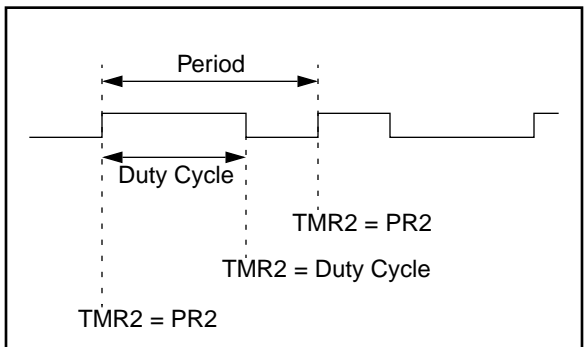 Period
Duty Cycle
TMR2 = PR2
TMR2 = Duty Cycle
TMR2 = PR2